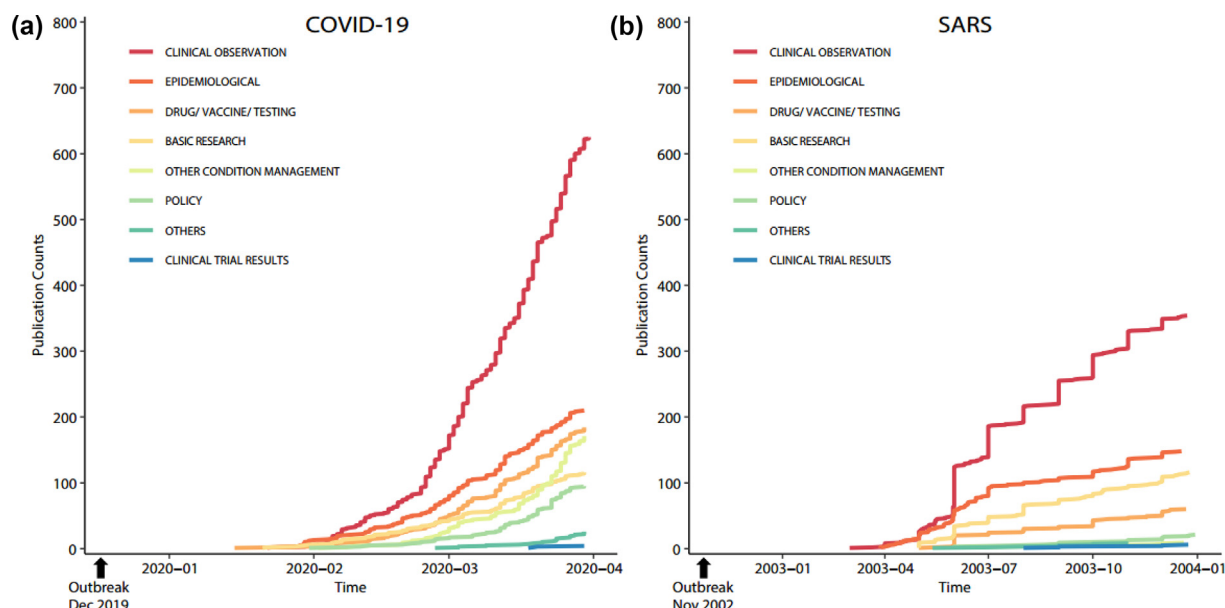 (a)
COVID-19
800
700
600
500
400
300
200
100
0
Publication Counts
CLINICAL OBSERVATION
EPIDEMIOLOGICAL
DRUG/ VACCINE/ TESTING
BASIC RESEARCH
OTHER CONDITION MANAGEMENT
POLICY
OTHERS
CLINICAL TRIAL RESULTS
2020-01
2020-02
2020-03
2020-04
Time
Outbreak
Dec 2019
(b)
SARS
800
700
600
500
400
300
200
100
0
Publication Counts
CLINICAL OBSERVATION
EPIDEMIOLOGICAL
DRUG/ VACCINE/ TESTING
BASIC RESEARCH
OTHER CONDITION MANAGEMENT
POLICY
OTHERS
CLINICAL TRIAL RESULTS
2003-01
2003-04
2003-07
2003-10
2004-01
Time
Outbreak
Nov 2002